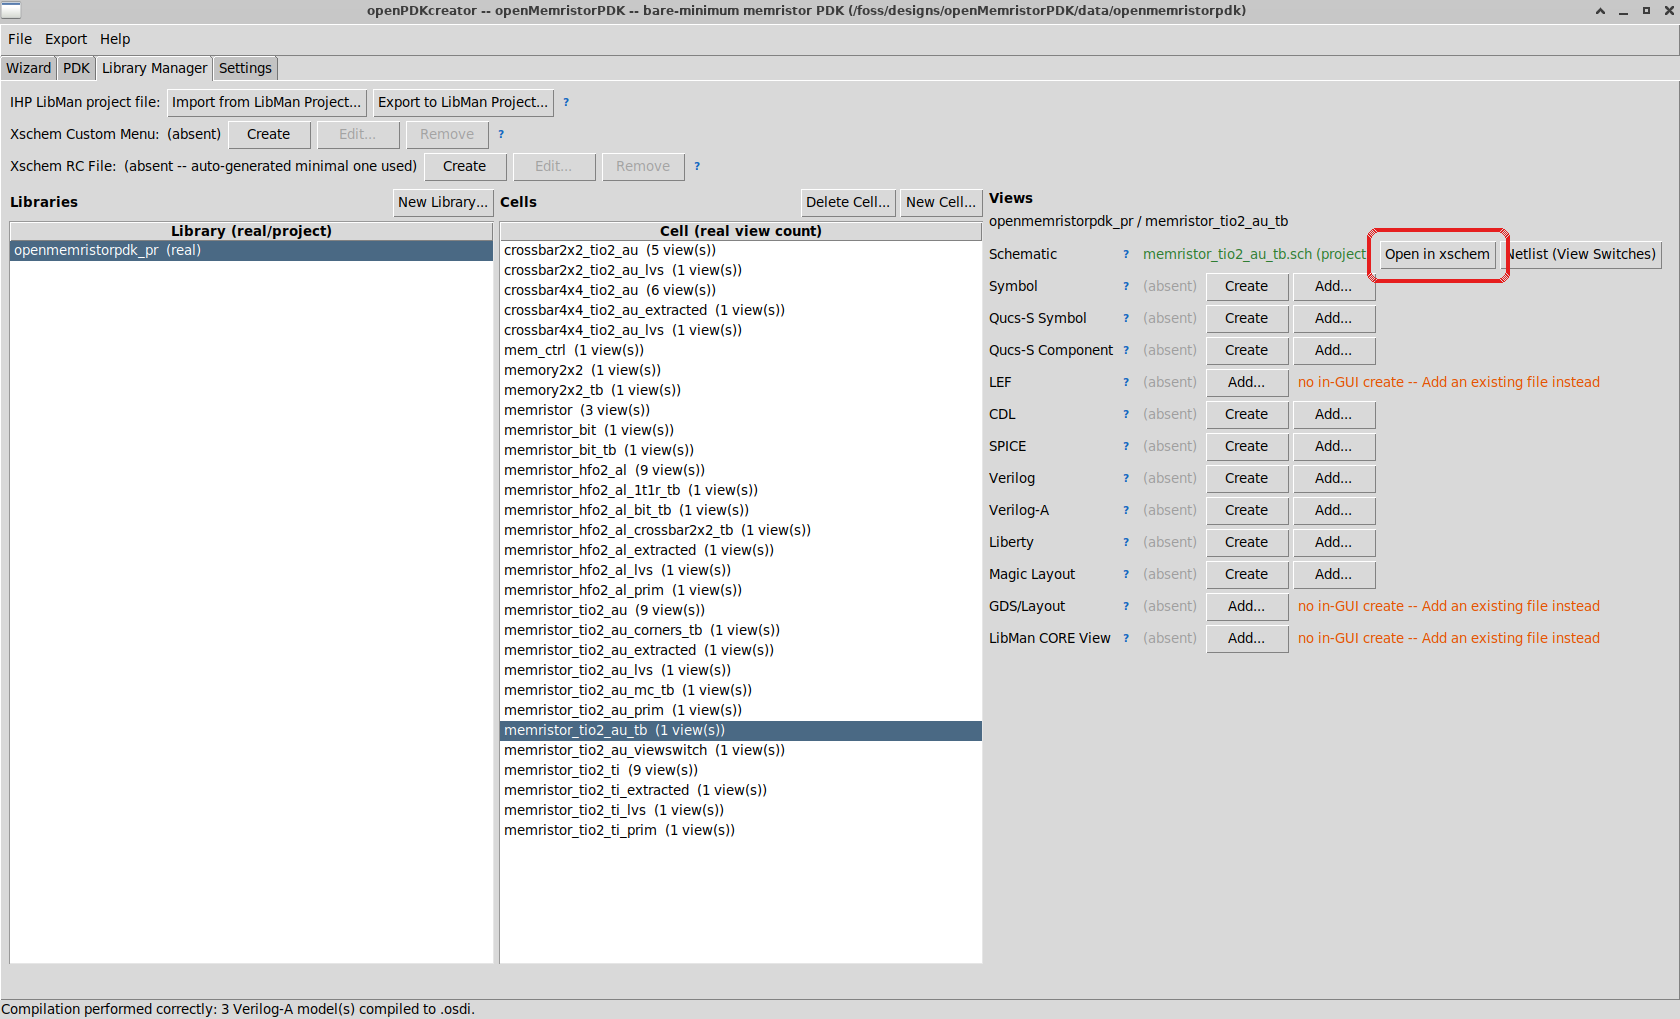 openPDKcreator -- openMemristorPDK -- bare-minimum memristor PDK (/foss/designs/openMemristorPDK/data/openmemristorpdk)
File Export Help
Wizard PDK Library Manager Settings
IHP LibMan project file: Import from LibMan Project... Export to LibMan Project... ?
Xschem Custom Menu: (absent) Create Edit... Remove ?
Xschem RC File: (absent -- auto-generated minimal one used) Create Edit... Remove ?
Libraries New Library...
Library (real/project)
openmemristorpdk_pr (real)
Cells Delete Cell... New Cell...
Cell (real view count)
crossbar2x2_tio2_au (5 view(s))
crossbar2x2_tio2_au_lvs (1 view(s))
crossbar4x4_tio2_au (6 view(s))
crossbar4x4_tio2_au_extracted (1 view(s))
crossbar4x4_tio2_au_lvs (1 view(s))
mem_ctrl (1 view(s))
memory2x2 (1 view(s))
memory2x2_tb (1 view(s))
memristor (3 view(s))
memristor_bit (1 view(s))
memristor_bit_tb (1 view(s))
memristor_hfo2_al (9 view(s))
memristor_hfo2_al_1t1r_tb (1 view(s))
memristor_hfo2_al_bit_tb (1 view(s))
memristor_hfo2_al_crossbar2x2_tb (1 view(s))
memristor_hfo2_al_extracted (1 view(s))
memristor_hfo2_al_lvs (1 view(s))
memristor_hfo2_al_prim (1 view(s))
memristor_tio2_au (9 view(s))
memristor_tio2_au_corners_tb (1 view(s))
memristor_tio2_au_extracted (1 view(s))
memristor_tio2_au_lvs (1 view(s))
memristor_tio2_au_mc_tb (1 view(s))
memristor_tio2_au_prim (1 view(s))
memristor_tio2_au_tb (1 view(s))
memristor_tio2_au_viewswitch (1 view(s))
memristor_tio2_ti (9 view(s))
memristor_tio2_ti_extracted (1 view(s))
memristor_tio2_ti_lvs (1 view(s))
memristor_tio2_ti_prim (1 view(s))
Views
openmemristorpdk_pr / memristor_tio2_au_tb
Schematic ? memristor_tio2_au_tb.sch (project Open in xschem Netlist (View Switches)
Symbol ? (absent) Create Add...
Qucs-S Symbol ? (absent) Create Add...
Qucs-S Component ? (absent) Create Add...
LEF ? (absent) Add... no in-GUI create -- Add an existing file instead
CDL ? (absent) Create Add...
SPICE ? (absent) Create Add...
Verilog ? (absent) Create Add...
Verilog-A ? (absent) Create Add...
Liberty ? (absent) Create Add...
Magic Layout ? (absent) Create Add...
GDS/Layout ? (absent) Add... no in-GUI create -- Add an existing file instead
LibMan CORE View ? (absent) Add... no in-GUI create -- Add an existing file instead
Compilation performed correctly: 3 Verilog-A model(s) compiled to .osdi.